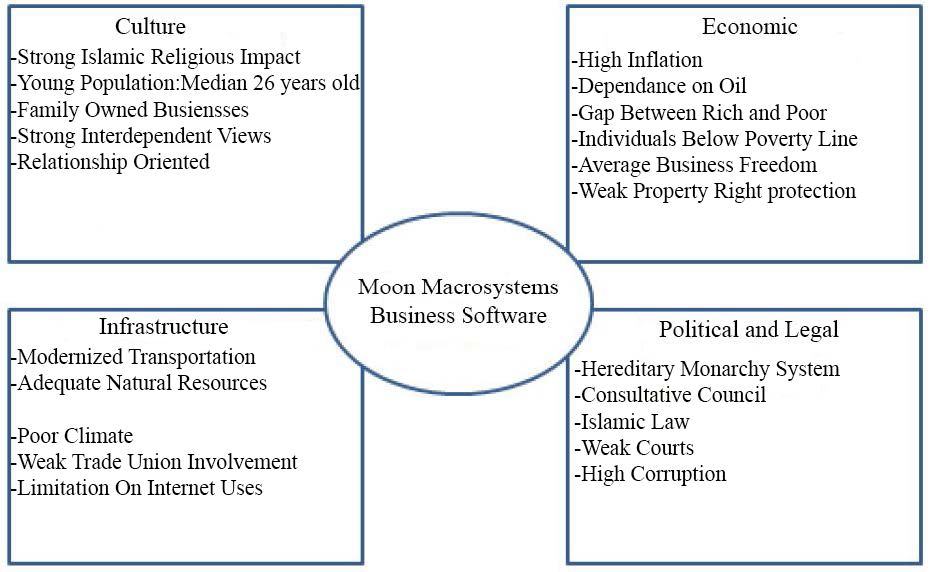 Culture
-Strong Islamic Religious Impact
-Young Population:Median 26 years old
-Family Owned Busiensses
-Strong Interdependent Views
-Relationship Oriented
Economic
-High Inflation
-Dependance on Oil
-Gap Between Rich and Poor
-Individuals Below Poverty Line
-Average Business Freedom
-Weak Property Right protection
Moon Macrosystems
Business Software
Infrastructure
-Modernized Transportation
-Adequate Natural Resources
-Poor Climate
-Weak Trade Union Involvement
-Limitation On Internet Uses
Political and Legal
-Hereditary Monarchy System
-Consultative Council
-Islamic Law
-Weak Courts
-High Corruption